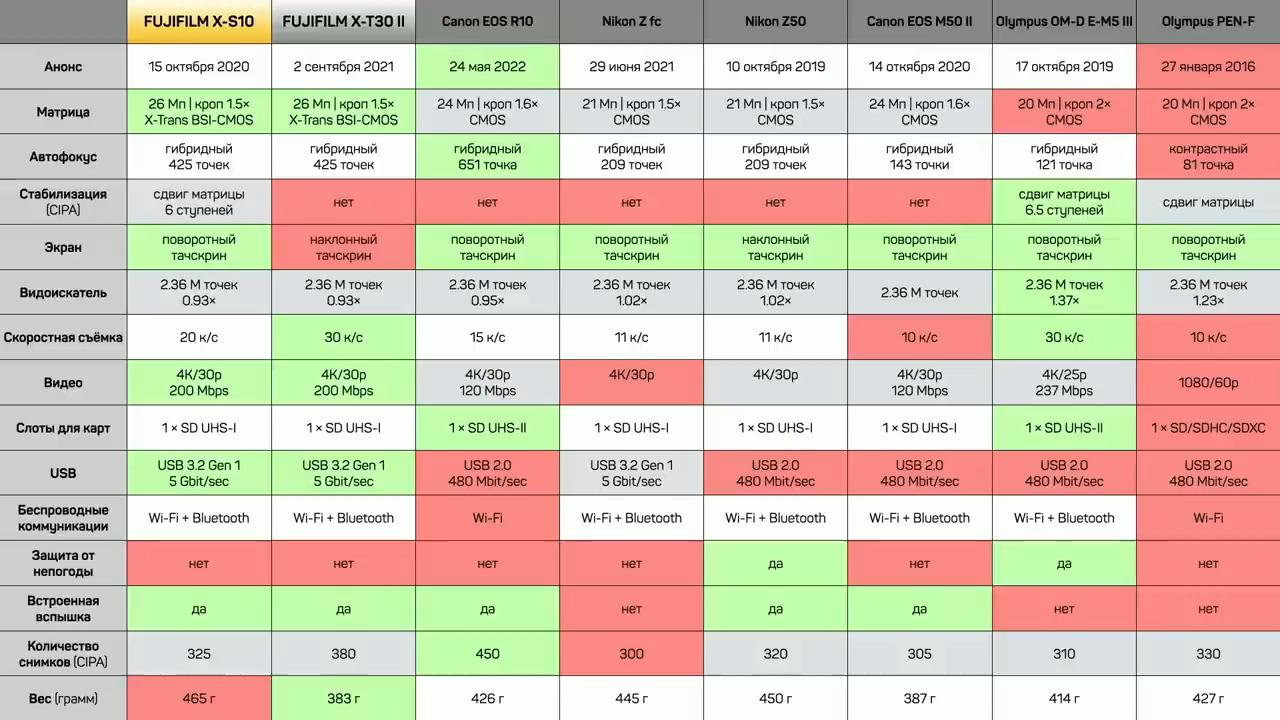 FUJIFILM X-S10 FUJIFILM X-T30 II Canon EOS R10 Nikon Z fc Nikon Z50 Canon EOS M50 II Olympus OM-D E-M5 III Olympus PEN-F
Анонс 15 октября 2020 2 сентября 2021 24 мая 2022 29 июня 2021 10 октября 2019 14 откября 2020 17 октября 2019 27 января 2016
Матрица 26 Мп | кроп 1.5× 26 Мп | кроп 1.5× 24 Мп | кроп 1.6× 21 Мп | кроп 1.5× 21 Мп | кроп 1.5× 24 Мп | кроп 1.6× 20 Мп | кроп 2× 20 Мп | кроп 2×
X-Trans BSI-CMOS X-Trans BSI-CMOS CMOS CMOS CMOS CMOS CMOS CMOS
Автофокус гибридный гибридный гибридный гибридный гибридный гибридный гибридный контрастный
425 точек 425 точек 651 точка 209 точек 209 точек 143 точки 121 точка 81 точка
Стабилизация сдвиг матрицы нет нет нет нет нет сдвиг матрицы сдвиг матрицы
(CIPA) 6 ступеней 6.5 ступеней
Экран поворотный наклонный поворотный поворотный наклонный поворотный поворотный поворотный
тачскрин тачскрин тачскрин тачскрин тачскрин тачскрин тачскрин тачскрин
Видоискатель 2.36 М точек 2.36 М точек 2.36 М точек 2.36 М точек 2.36 М точек 2.36 М точек 2.36 М точек 2.36 М точек
0.93× 0.93× 0.95× 1.02× 1.02× 1.37× 1.23×
Скоростная съёмка 20 к/с 30 к/с 15 к/с 11 к/с 11 к/с 10 к/с 30 к/с 10 к/с
Видео 4К/30р 4К/30р 4К/30р 4К/30р 4К/30р 4К/30р 4К/25р 1080/60р
200 Mbps 200 Mbps 120 Mbps 120 Mbps 237 Mbps
Слоты для карт 1 × SD UHS-I 1 × SD UHS-I 1 × SD UHS-II 1 × SD UHS-I 1 × SD UHS-I 1 × SD UHS-I 1 × SD UHS-II 1 × SD/SDHC/SDXC
USB USB 3.2 Gen 1 USB 3.2 Gen 1 USB 2.0 USB 3.2 Gen 1 USB 2.0 USB 2.0 USB 2.0 USB 2.0
5 Gbit/sec 5 Gbit/sec 480 Mbit/sec 5 Gbit/sec 480 Mbit/sec 480 Mbit/sec 480 Mbit/sec 480 Mbit/sec
Беспроводные Wi-Fi + Bluetooth Wi-Fi + Bluetooth Wi-Fi Wi-Fi + Bluetooth Wi-Fi + Bluetooth Wi-Fi + Bluetooth Wi-Fi + Bluetooth Wi-Fi
коммуникации
Защита от нет нет нет нет да нет да нет
непогоды
Встроенная да да да нет да да нет нет
вспышка
Количество 325 380 450 300 320 305 310 330
снимков (CIPA)
Вес (грамм) 465 г 383 г 426 г 445 г 450 г 387 г 414 г 427 г